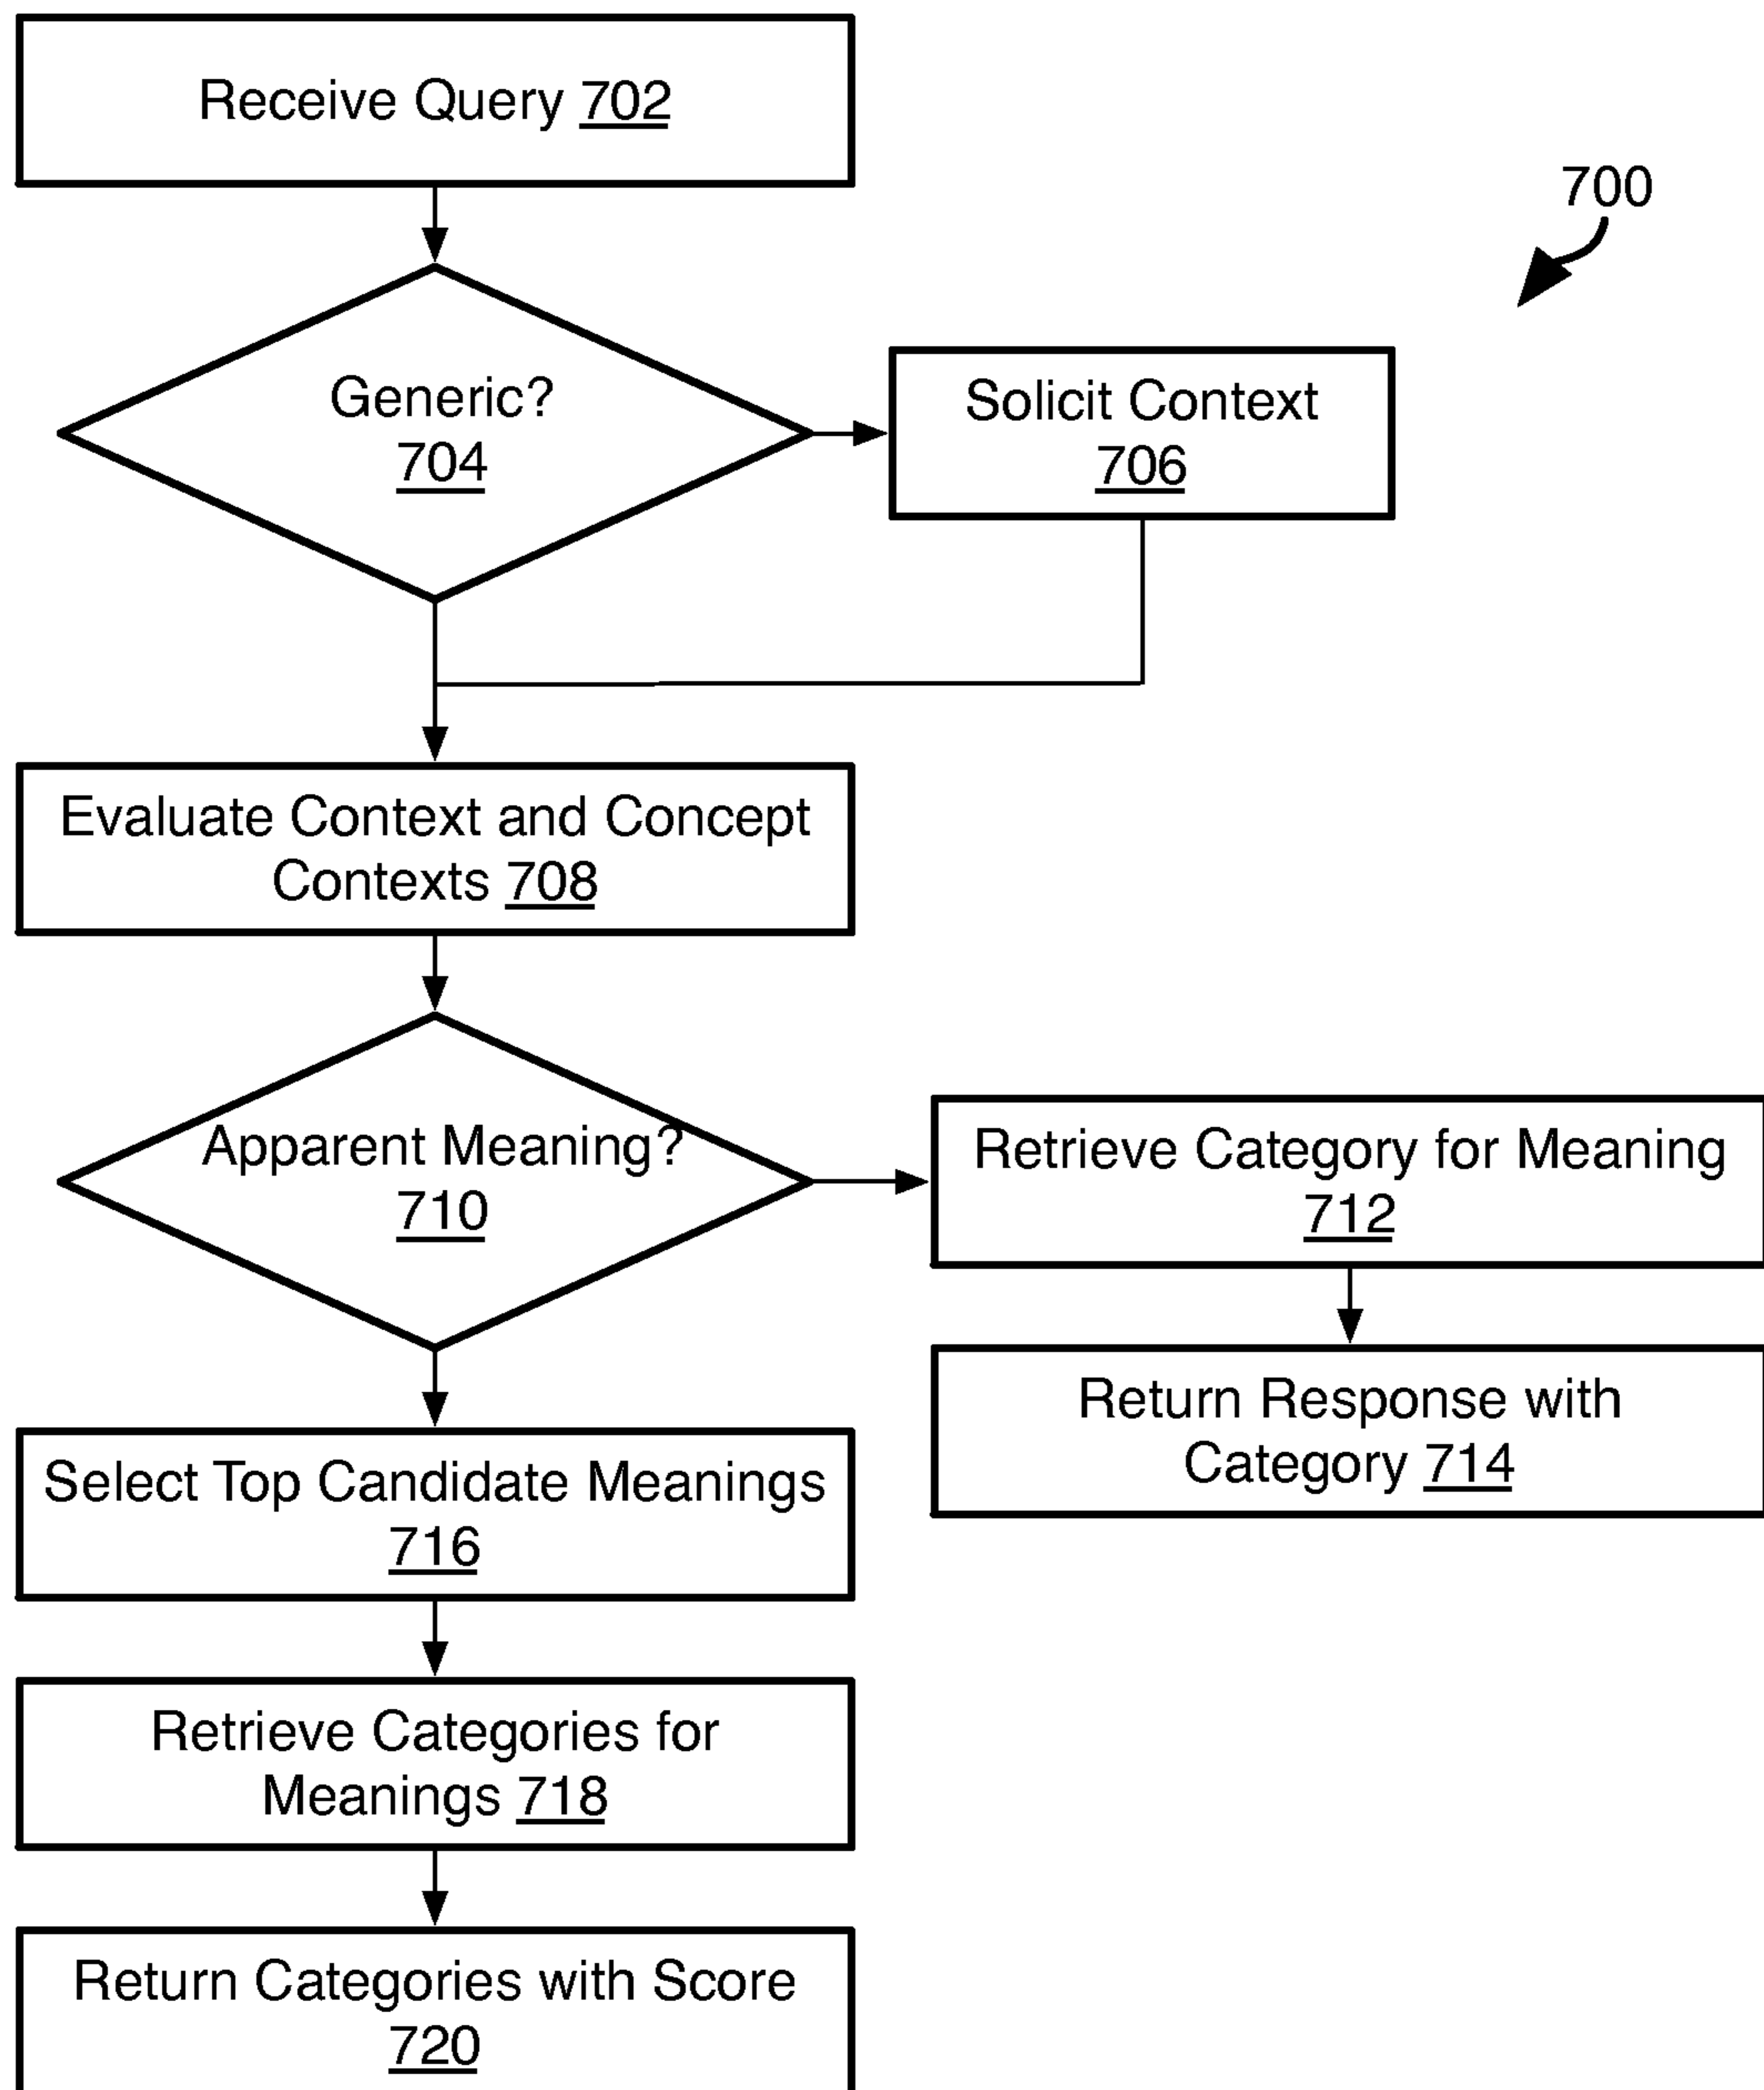 Receive Query 702
700
Generic?
704
Solicit Context
706
Evaluate Context and Concept
Contexts 708
Apparent Meaning?
710
Retrieve Category for Meaning
712
Return Response with
Category 714
Select Top Candidate Meanings
716
Retrieve Categories for
Meanings 718
Return Categories with Score
720